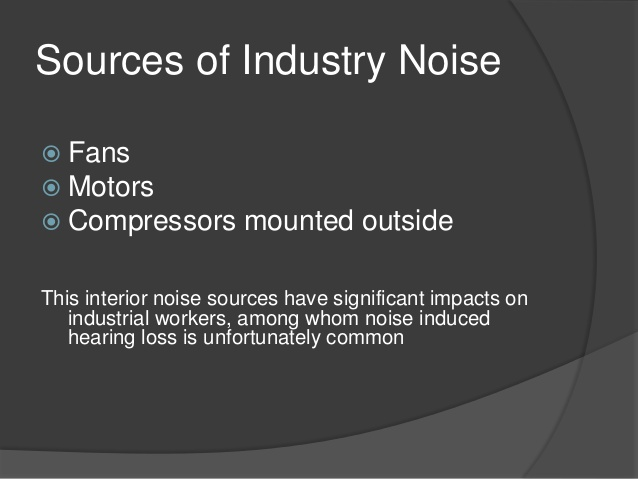 Sources of Industry Noise
Fans
Motors
Compressors mounted outside
This interior noise sources have significant impacts on
industrial workers, among whom noise induced
hearing loss is unfortunately common